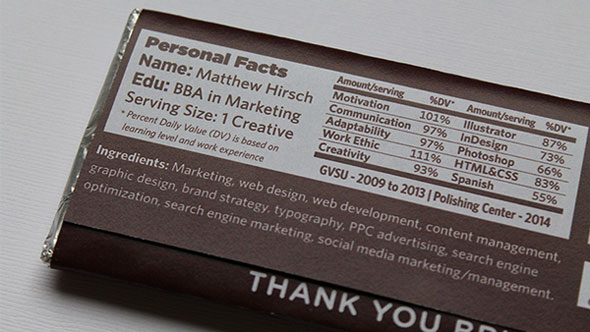 Personal Facts
Name: Matthew Hirsch
Edu: BBA in Marketing
Serving Size: 1 Creative
* Percent Daily Value (DV) is based on
learning level and work experience
Amount/serving %DV* Amount/serving %DV*
Motivation 101% Illustrator 87%
Communication 97% InDesign 73%
Adaptability 97% Photoshop 66%
Work Ethic 111% HTML&CSS 83%
Creativity 93% Spanish 55%
GVSU - 2009 to 2013 | Polishing Center - 2014
Ingredients: Marketing, web design, web development, content management,
graphic design, brand strategy, typography, PPC advertising, search engine
optimization, search engine marketing, social media marketing/management.
THANK YOU